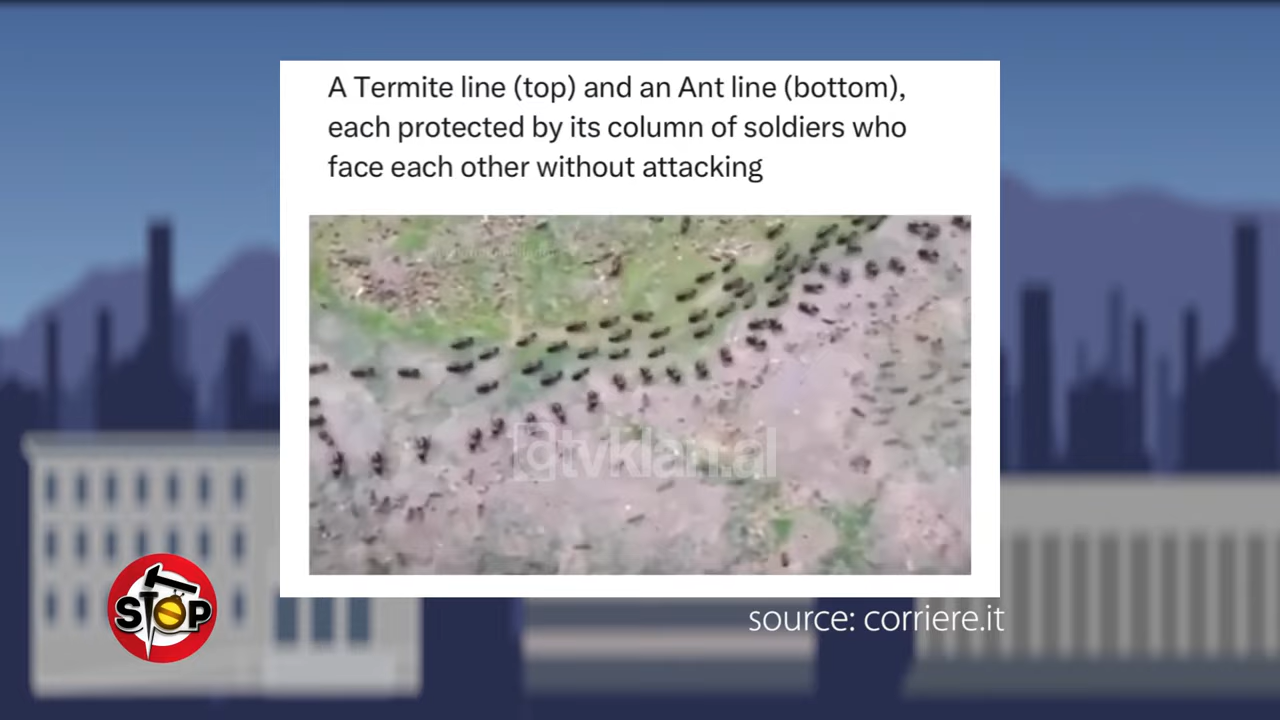 A Termite line (top) and an Ant line (bottom),
each protected by its column of soldiers who
face each other without attacking
tvklan.al
STOP
source: corriere.it